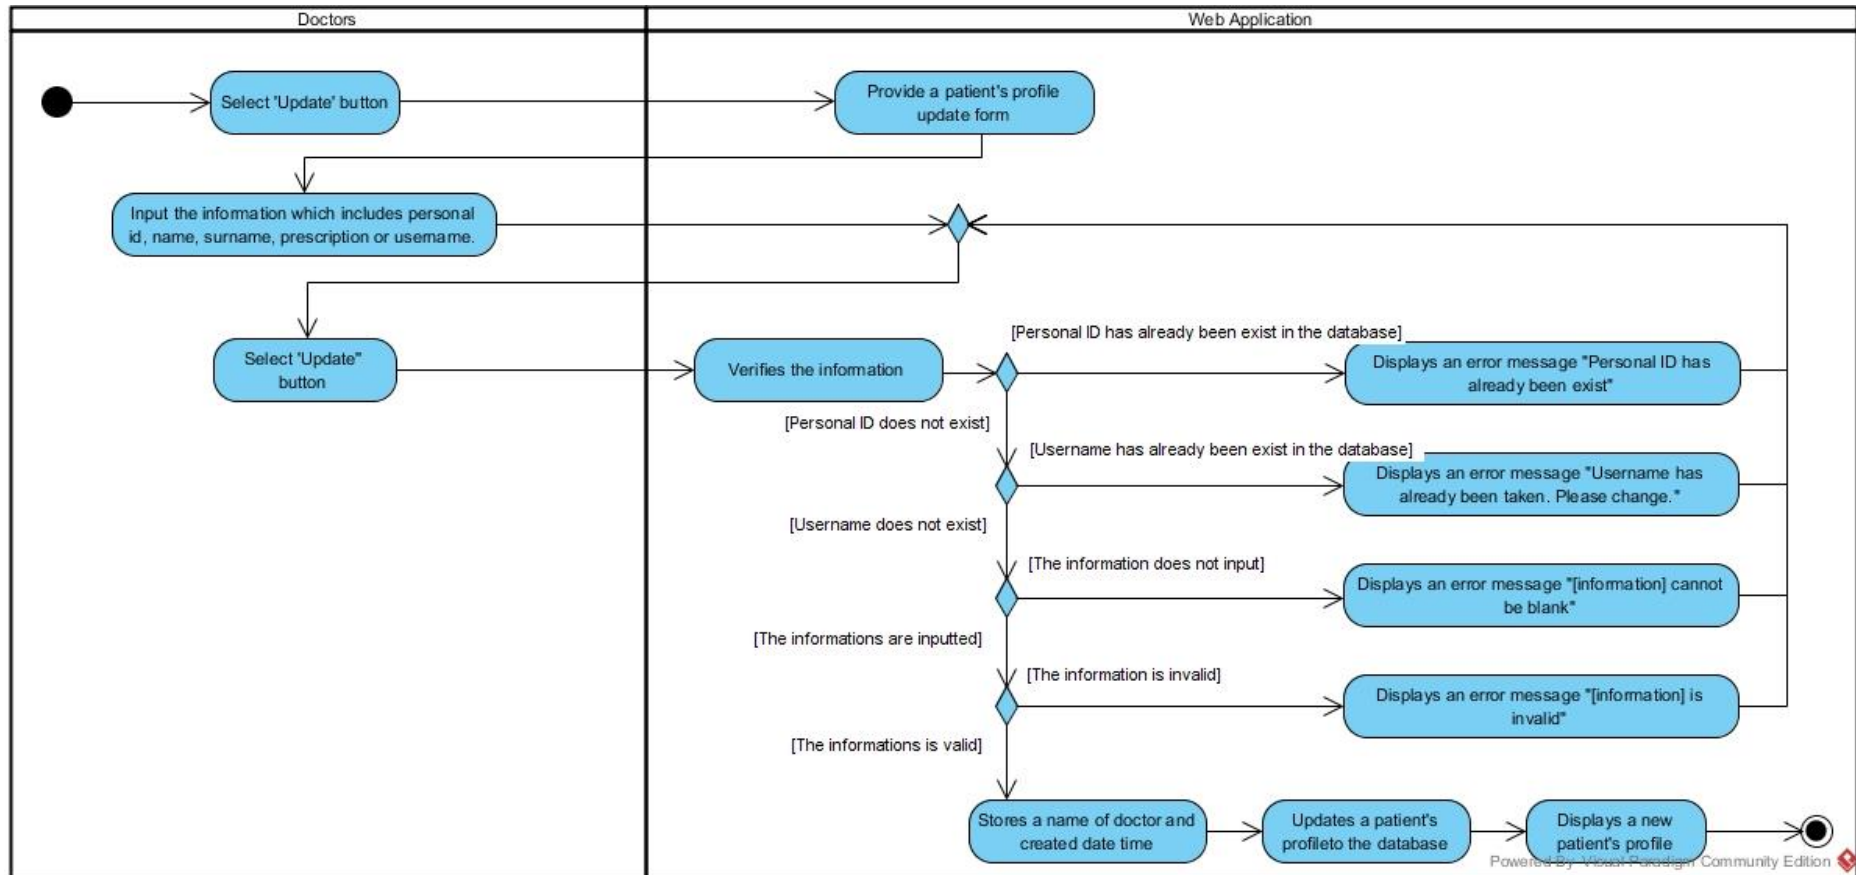 Doctors
Web Application
Select 'Update' button
Provide a patient's profile
update form
Input the information which includes personal
id, name, surname, prescription or username.
Select 'Update"
button
Verifies the information
[Personal ID has already been exist in the database]
Displays an error message "Personal ID has
already been exist"
[Personal ID does not exist]
[Username has already been exist in the database]
Displays an error message "Username has
already been taken. Please change."
[Username does not exist]
[The information does not input]
Displays an error message "[information] cannot
be blank"
[The informations are inputted]
[The information is invalid]
Displays an error message "[information] is
invalid"
[The informations is valid]
Stores a name of doctor and
created date time
Updates a patient's
profileto the database
Displays a new
patient's profile
Powered By Visual Paradigm Community Edition